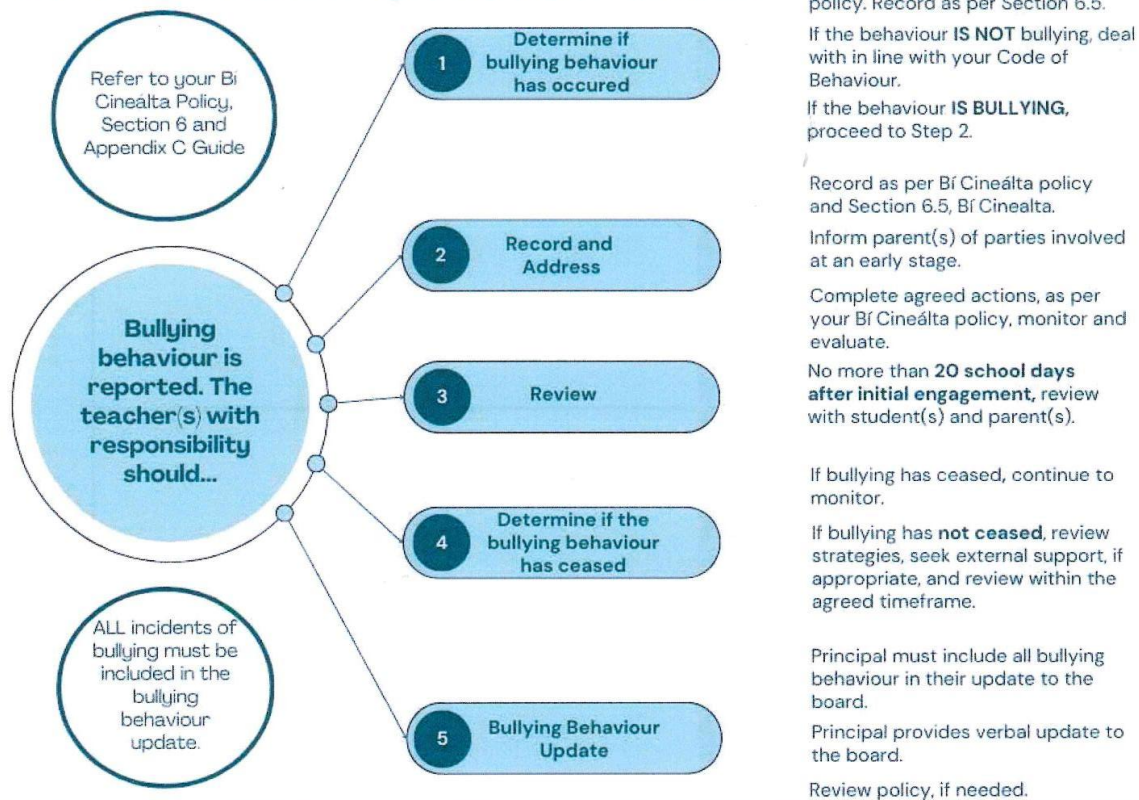 Refer to your Bí
Cineálta Policy,
Section 6 and
Appendix C Guide
Bullying
behaviour is
reported. The
teacher(s) with
responsibility
should...
ALL incidents of
bullying must be
included in the
bullying
behaviour
update.
1
Determine if
bullying behaviour
has occured
policy. Record as per Section 6.5.
If the behaviour IS NOT bullying, deal
with in line with your Code of
Behaviour.
If the behaviour IS BULLYING,
proceed to Step 2.
2
Record and
Address
Record as per Bí Cineálta policy
and Section 6.5, Bí Cinealta.
Inform parent(s) of parties involved
at an early stage.
Complete agreed actions, as per
your Bí Cineálta policy, monitor and
evaluate.
3
Review
No more than 20 school days
after initial engagement, review
with student(s) and parent(s).
4
Determine if the
bullying behaviour
has ceased
If bullying has ceased, continue to
monitor.
If bullying has not ceased, review
strategies, seek external support, if
appropriate, and review within the
agreed timeframe.
5
Bullying Behaviour
Update
Principal must include all bullying
behaviour in their update to the
board.
Principal provides verbal update to
the board.
Review policy, if needed.